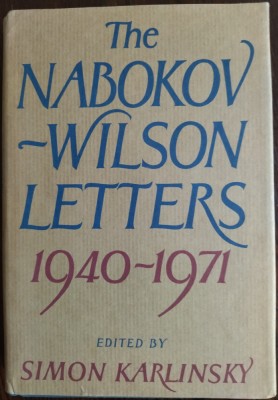 The
NABOKOV
~WILSON
LETTERS
1940~1971
EDITED BY
SIMON KARLINSKY